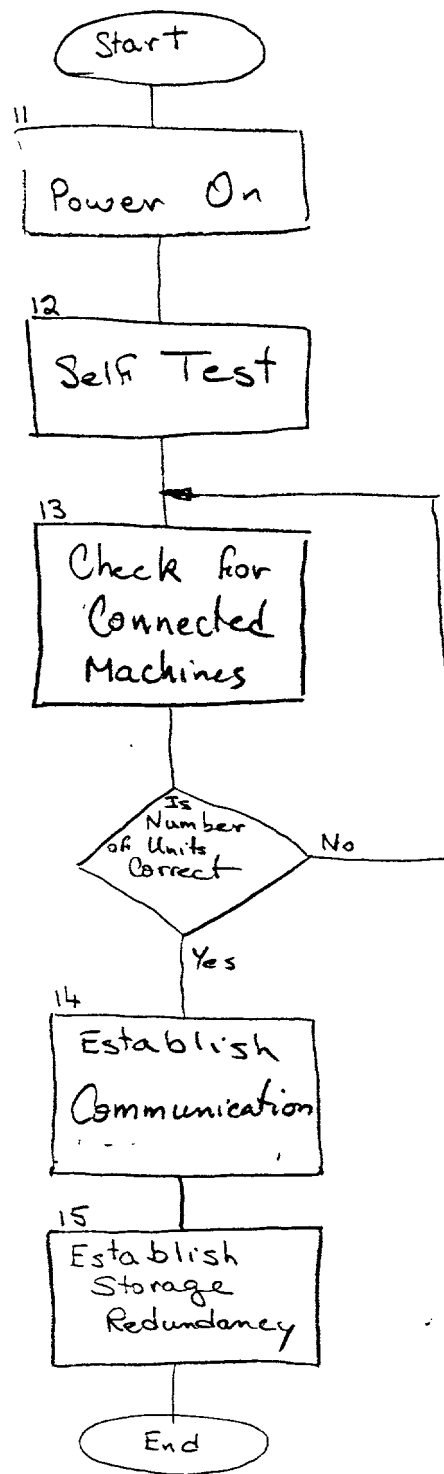 Start
11
Power On
12
Self Test
13
Check for
Connected
Machines
Is
Number
of Units
Correct
No
Yes
14
Establish
Communication
15
Establish
Storage
Redundancy
End